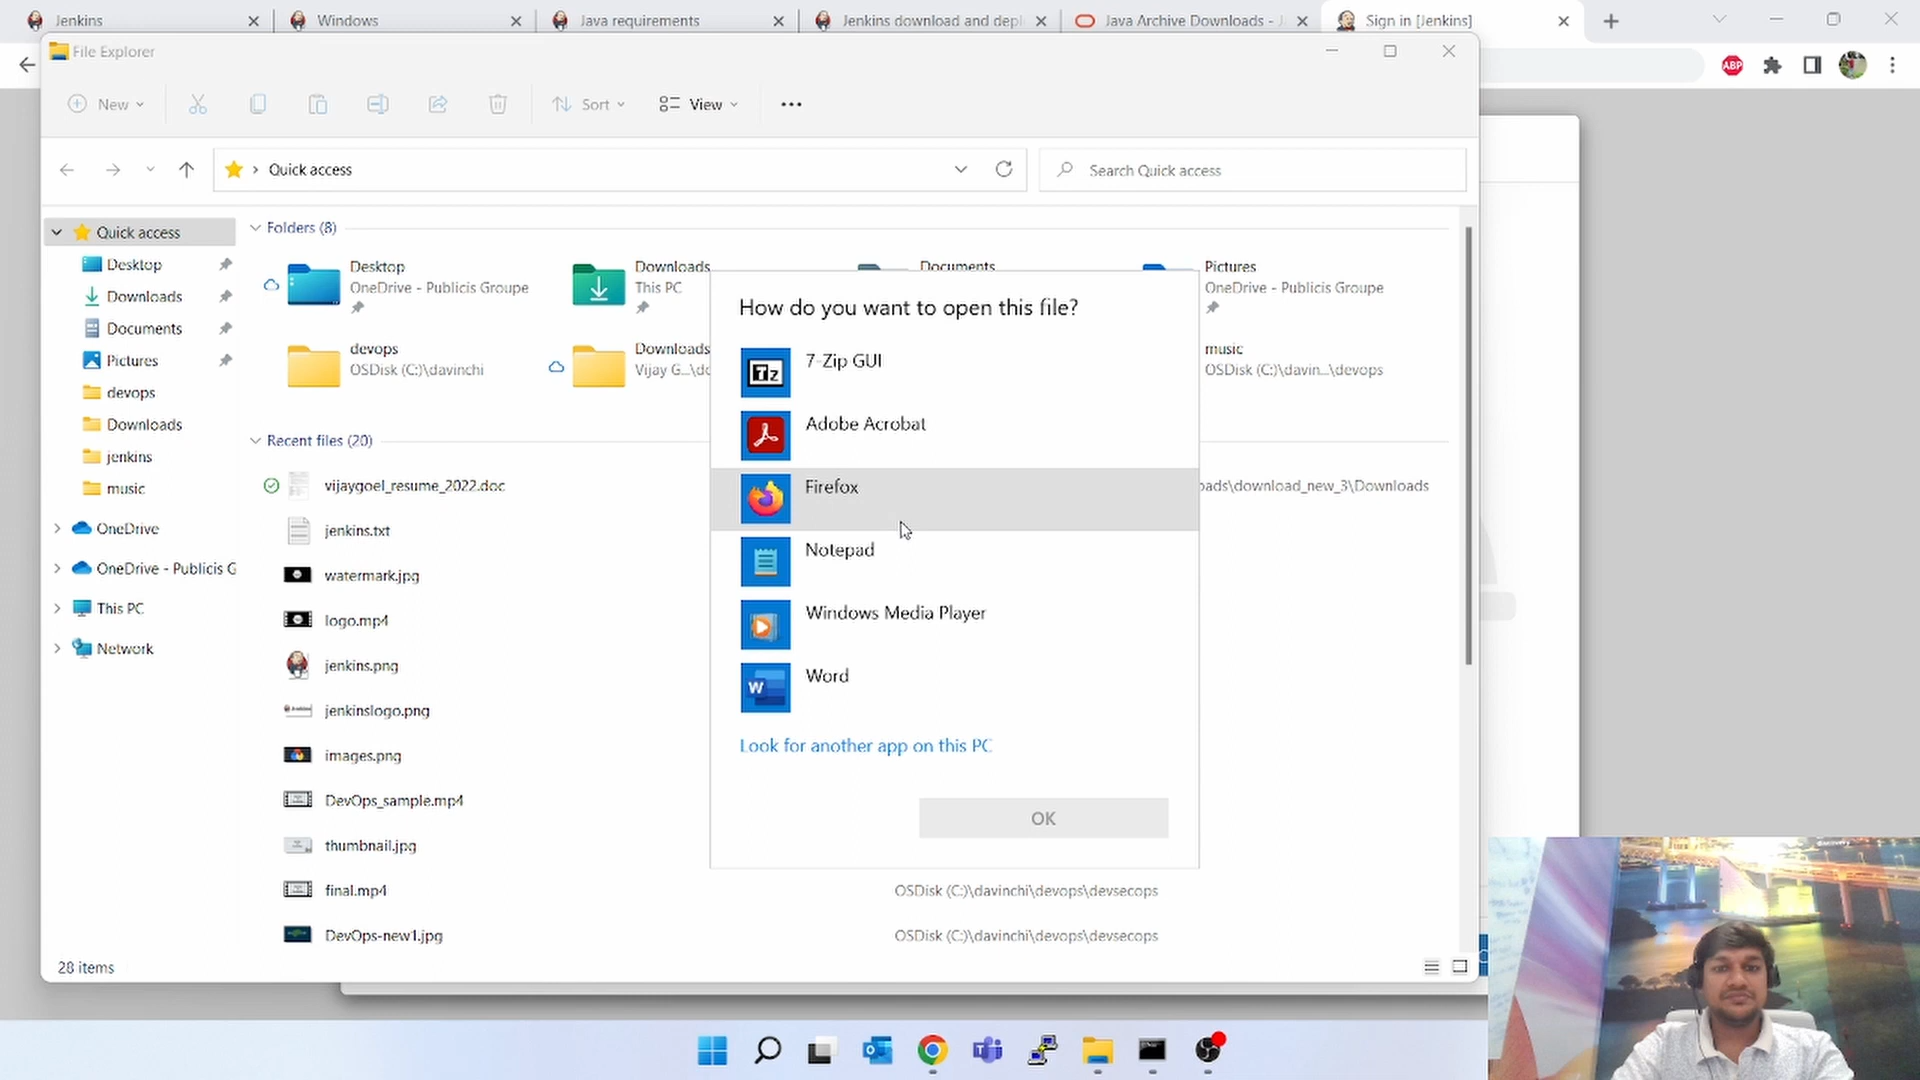 Jenkins
Windows
Java requirements
Jenkins download and depl
Java Archive Downloads - J
Sign in [Jenkins]
File Explorer
ABP
New
Sort
View
Quick access
Search Quick access
Quick access
Desktop
Downloads
Documents
Pictures
devops
Downloads
jenkins
music
OneDrive
OneDrive - Publicis G
This PC
Network
Folders (8)
Desktop
OneDrive - Publicis Groupe
Downloads
This PC
Documents
Pictures
OneDrive - Publicis Groupe
devops
OSDisk (C:)\davinchi
Downloads
Vijay G...\dc
music
OSDisk (C:)\davin...\devops
Recent files (20)
vijaygoel_resume_2022.doc
oads\download_new_3\Downloads
jenkins.txt
watermark.jpg
logo.mp4
jenkins.png
jenkinslogo.png
images.png
DevOps_sample.mp4
thumbnail.jpg
final.mp4
OSDisk (C:)\davinchi\devops\devsecops
DevOps-new1.jpg
OSDisk (C:)\davinchi\devops\devsecops
28 items
How do you want to open this file?
7-Zip GUI
Adobe Acrobat
Firefox
Notepad
Windows Media Player
Word
Look for another app on this PC
OK